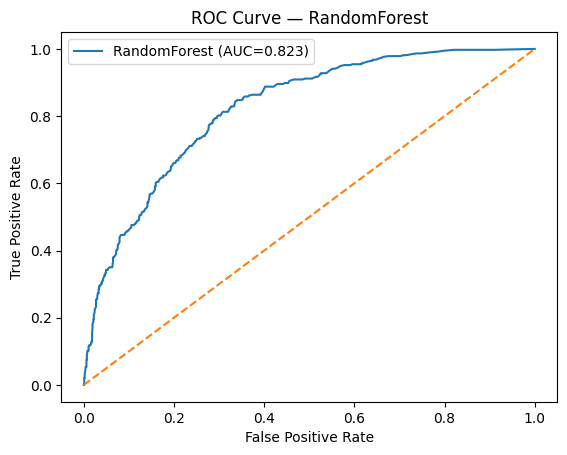 ROC Curve — RandomForest
RandomForest (AUC=0.823)
True Positive Rate
1.0
0.8
0.6
0.4
0.2
0.0
0.0 0.2 0.4 0.6 0.8 1.0
False Positive Rate